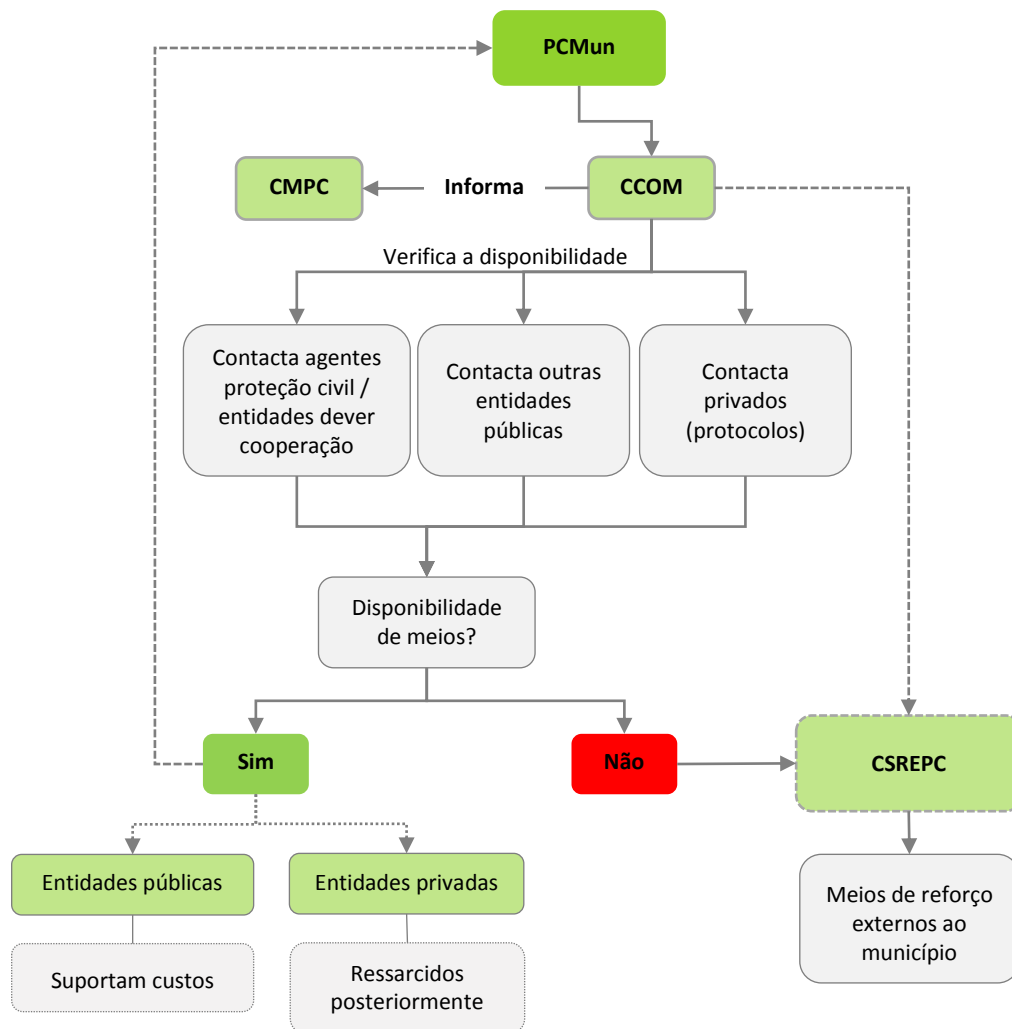 PCMun
CMPC
Informa
CCOM
Verifica a disponibilidade
Contacta agentes
proteção civil /
entidades dever
cooperação
Contacta outras
entidades
públicas
Contacta
privados
(protocolos)
Disponibilidade
de meios?
Sim
Não
CSREPC
Entidades públicas
Entidades privadas
Suportam custos
Ressarcidos
posteriormente
Meios de reforço
externos ao
município